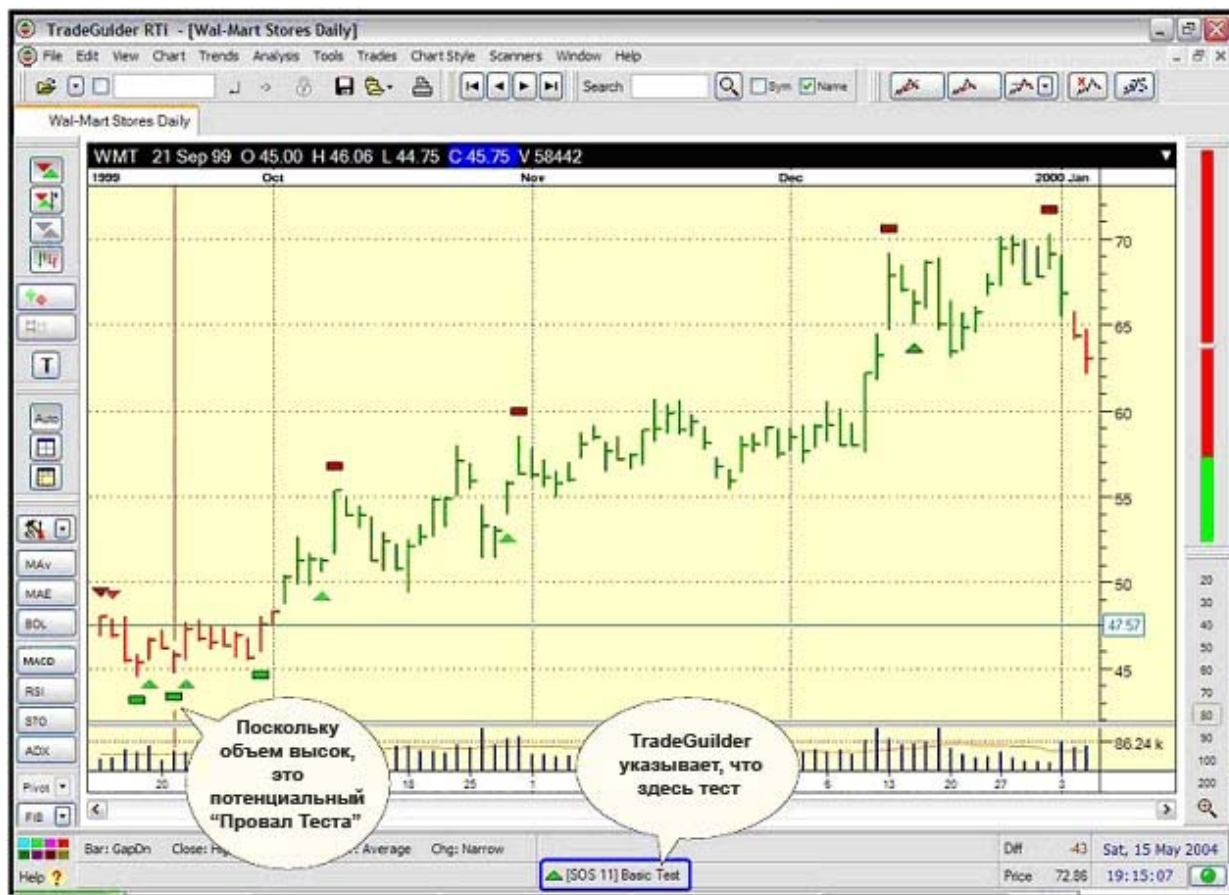 TradeGuilder RTi - [Wal-Mart Stores Daily]
File Edit View Chart Trends Analysis Tools Trades Chart Style Scanners Window Help
Search Sym Name
Wal-Mart Stores Daily
WMT 21 Sep 99 O 45.00 H 46.06 L 44.75 C 45.75 V 58442
1999 Oct Nov Dec 2000 Jan
70
65
60
55
50
47.57
45
T
Auto
MAv
MAE
BOL
MACD
RSI
STO
ADX
Pivot
FIB
20
30
40
50
60
70
80
90
100
200
86.24 k
Поскольку
объем высок,
это
потенциальный
“Провал Теста”
TradeGuilder
указывает, что
здесь тест
20 18 25 1 6 13 20 27 3
Bar: GapDn Close: Average Chg: Narrow
Diff -43 Sat, 15 May 2004
Help ? [SOS 11] Basic Test Price 72.86 19:15:07